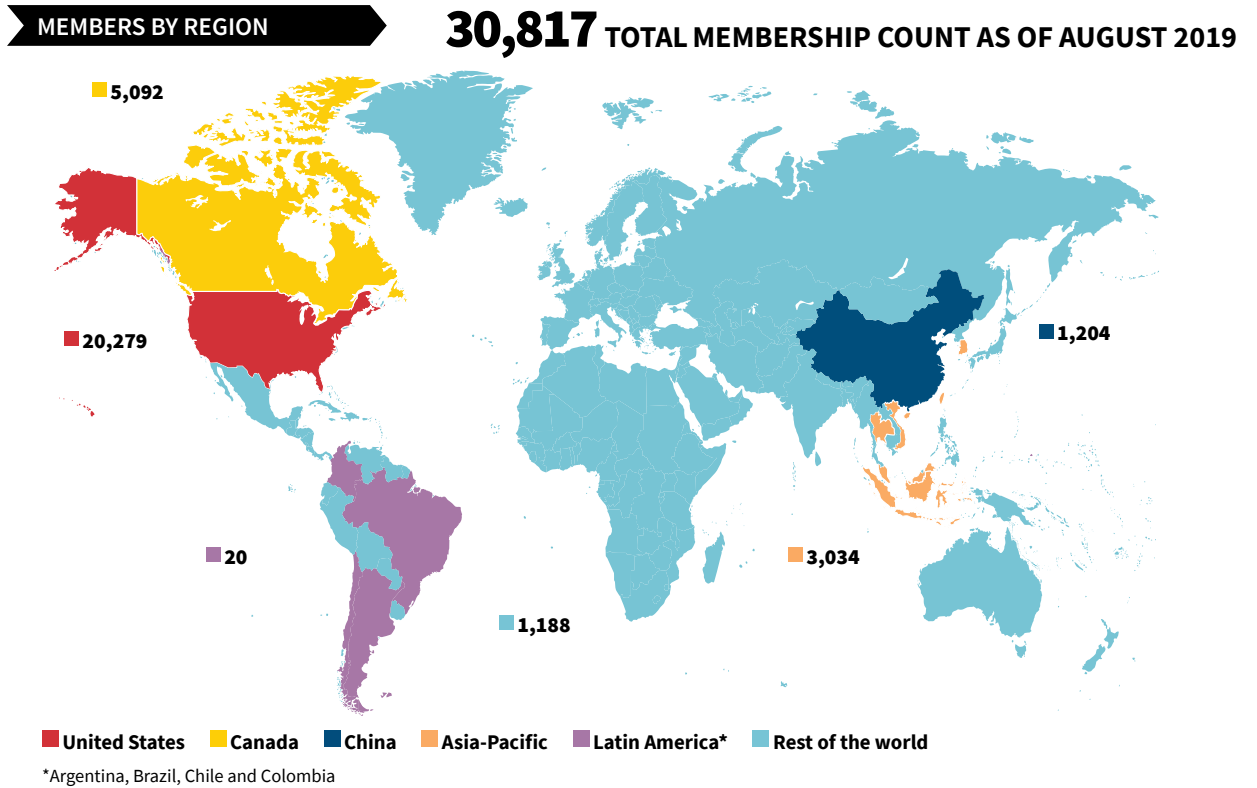 MEMBERS BY REGION
30,817 TOTAL MEMBERSHIP COUNT AS OF AUGUST 2019
5,092
20,279
1,204
20
3,034
1,188
United States Canada China Asia-Pacific Latin America* Rest of the world
*Argentina, Brazil, Chile and Colombia